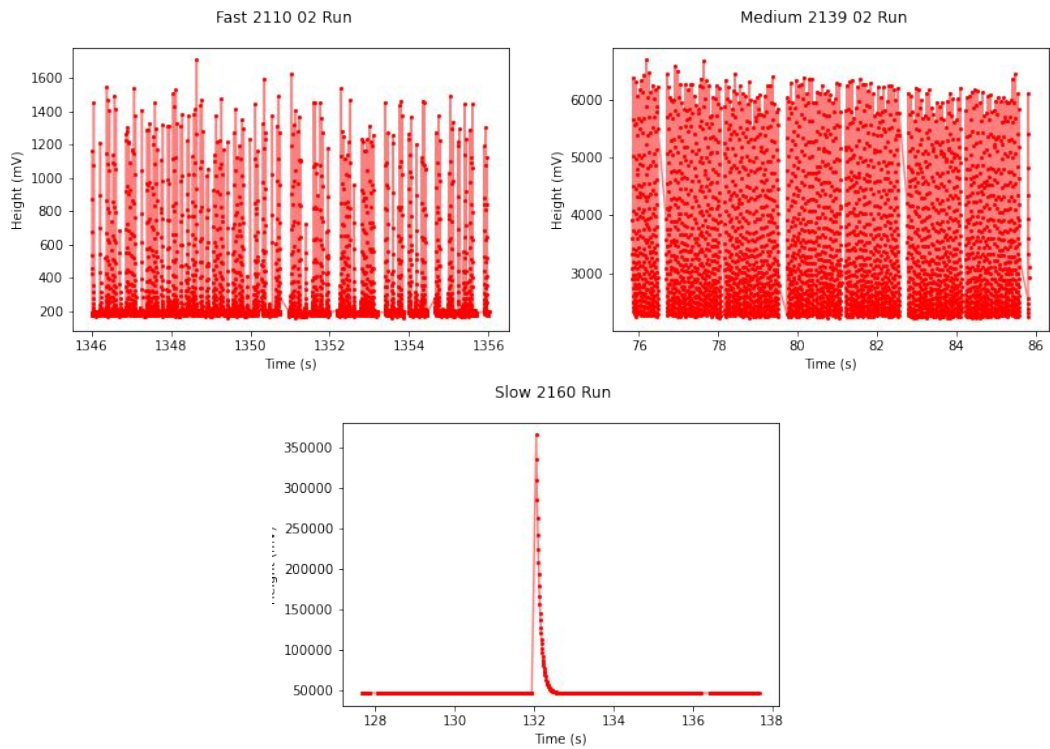 Fast 2110 02 Run
Height (mV)
1600
1400
1200
1000
800
600
400
200
1346 1348 1350 1352 1354 1356
Time (s)
Medium 2139 02 Run
Height (mV)
6000
5000
4000
3000
76 78 80 82 84 86
Time (s)
Slow 2160 Run
350000
300000
250000
200000
150000
100000
50000
128 130 132 134 136 138
Time (s)